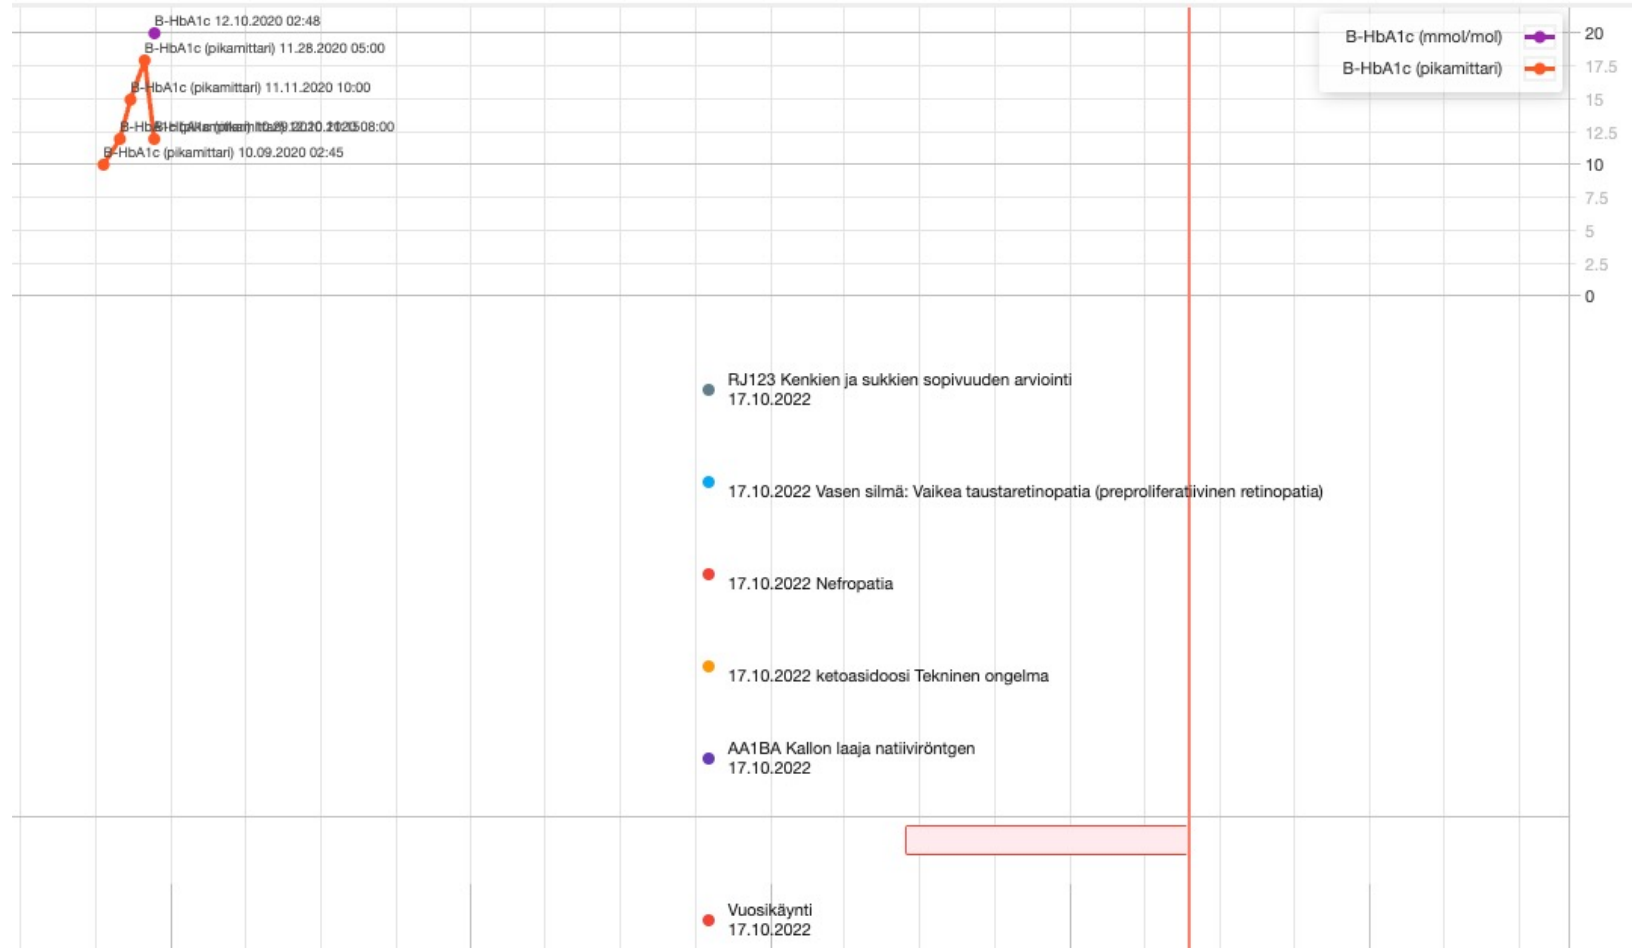 B-HbA1c 12.10.2020 02:48
B-HbA1c (pikamittari) 11.28.2020 05:00
B-HbA1c (pikamittari) 11.11.2020 10:00
B-HbA1c (pikamittari) 10.09.2020 02:45
B-HbA1c (mmol/mol)
B-HbA1c (pikamittari)
20
17.5
15
12.5
10
7.5
5
2.5
0
RJ123 Kenkien ja sukkien sopivuuden arviointi
17.10.2022
17.10.2022 Vasen silmä: Vaikea taustaretinopatia (preproliferatiivinen retinopatia)
17.10.2022 Nefropatia
17.10.2022 ketoasidoosi Tekninen ongelma
AA1BA Kallon laaja natiiviröntgen
17.10.2022
Vuosikäynti
17.10.2022